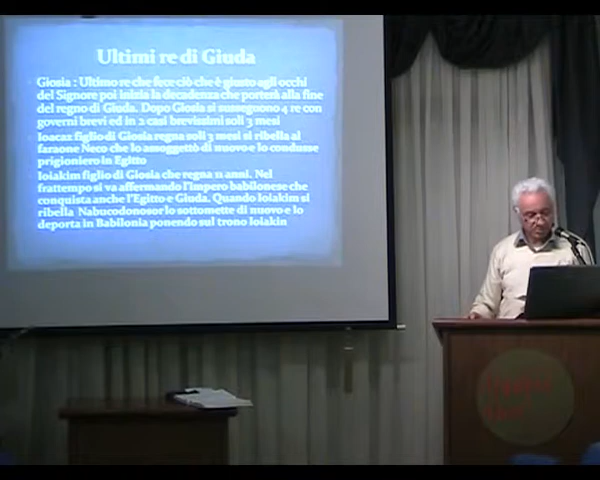 Ultimi re di Giuda
Giosia : Ultimo re che fece ciò che è giusto agli occhi
del Signore poi inizia la decadenza che porterà alla fine
del regno di Giuda. Dopo Giosia si susseguono 4 re con
governi brevi ed in 2 casi brevissimi soli 3 mesi
Ioacaz figlio di Giosia regna soli 3 mesi si ribella al
faraone Neco che lo assoggettò di nuovo e lo condusse
prigioniero in Egitto
Ioiakim figlio di Giosia che regna 11 anni. Nel
frattempo si va affermando l'impero babilonese che
conquista anche l'Egitto e Giuda. Quando Ioiakim si
ribella Nabucodonosor lo sottomette di nuovo e lo
deporta in Babilonia ponendo sul trono Ioiakin